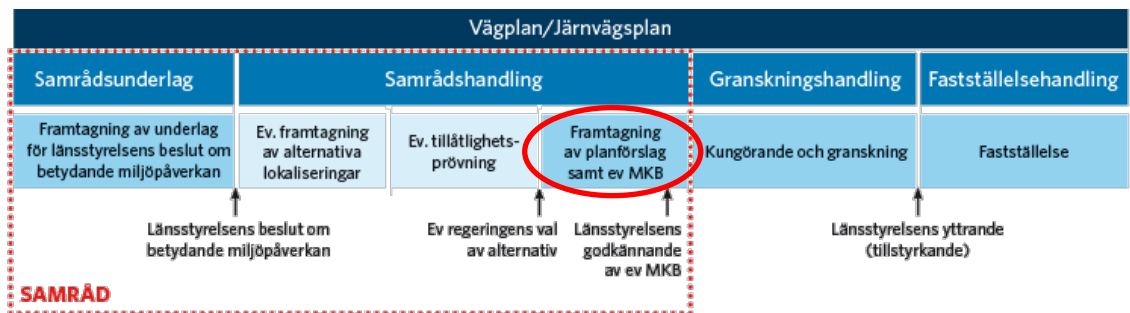 Vägplan/Järnvägsplan
Samrådsunderlag
Samrådshandling
Granskningshandling
Fastställelsehandling
Framtagning av underlag
för länsstyrelsens beslut om
betydande miljöpåverkan
Ev. framtagning
av alternativa
lokaliseringar
Ev. tillåtlighets-
prövning
Framtagning
av planförslag
samt ev MKB
Kungörande och granskning
Fastställelse
Länsstyrelsens beslut om
betydande miljöpåverkan
Ev regeringens val
av alternativ
Länsstyrelsens
godkännande
av ev MKB
Länsstyrelsens yttrande
(tillstyrkande)
SAMRÅD